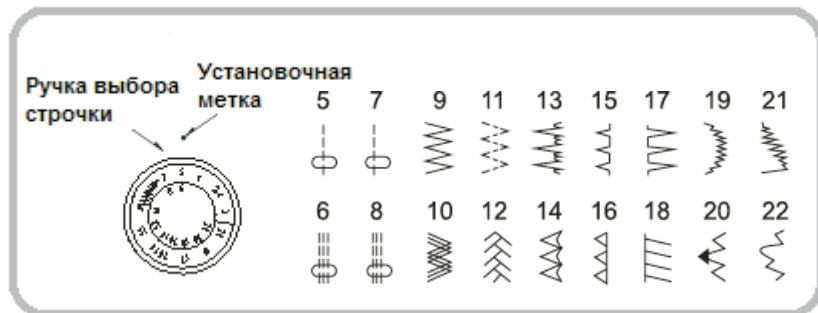 Ручка выбора
строчки
Установочная
метка
5 7 9 11 13 15 17 19 21
6 8 10 12 14 16 18 20 22